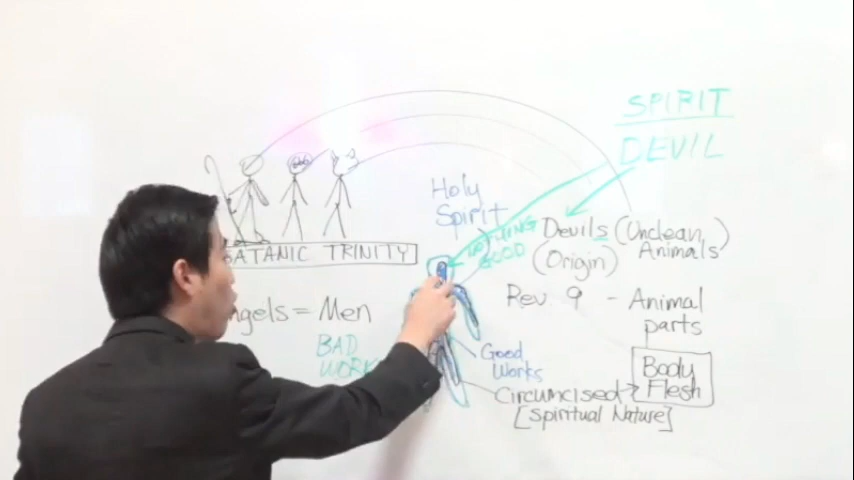 SPIRIT
DEVIL
Holy
Spirit
NOTHING
GOOD
Devils (Unclean
Animals)
(Origin)
SATANIC TRINITY
Rev 9 - Animal
parts
ngels = Men
BAD
WORK
Good
Works
Body
Flesh
Circumcised
[spiritual Nature]